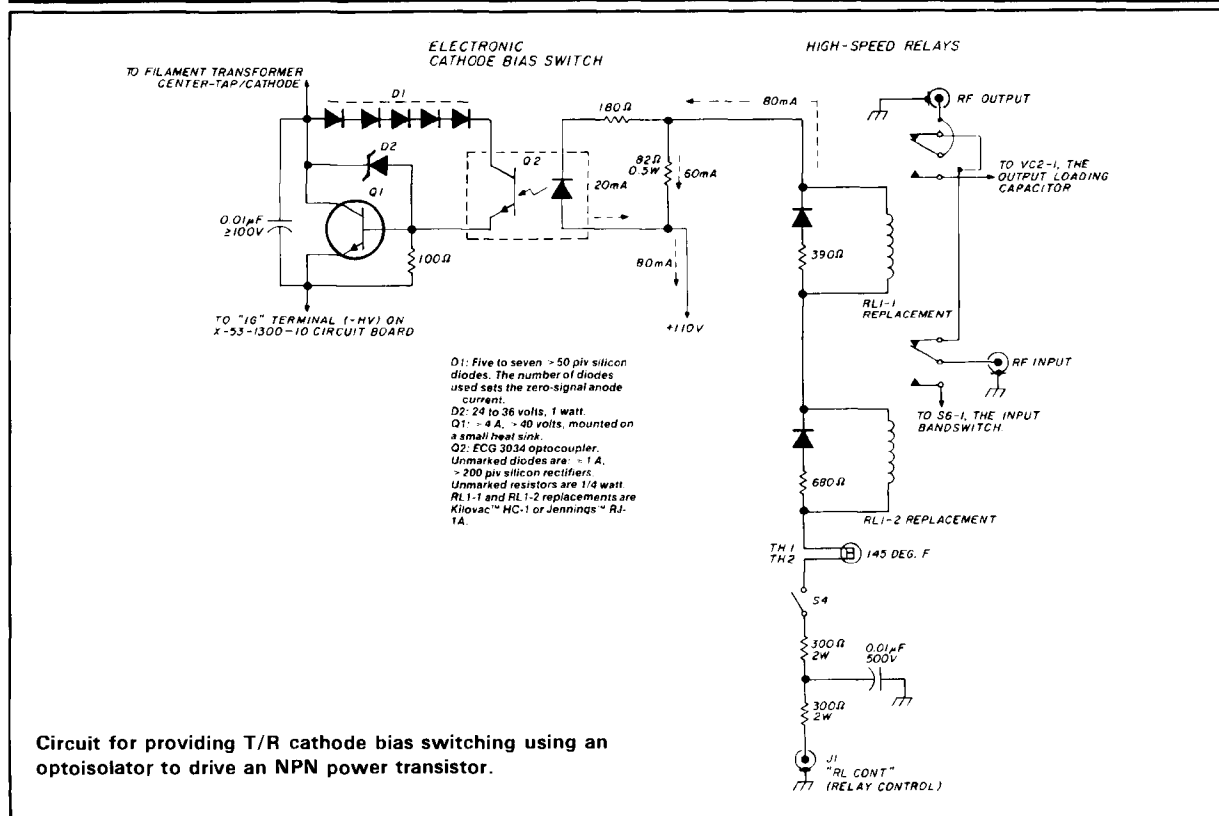 ELECTRONIC
CATHODE BIAS SWITCH
HIGH-SPEED RELAYS
TO FILAMENT TRANSFORMER
CENTER-TAP/CATHODE
D1
180Ω
80mA
RF OUTPUT
D2
Q2
82Ω
0.5W
60mA
TO VC2-1, THE
OUTPUT LOADING
CAPACITOR
Q1
20mA
0.01µF
≥100V
100Ω
390Ω
80mA
RL1-1
REPLACEMENT
TO "1G" TERMINAL (-HV) ON
X-53-1300-10 CIRCUIT BOARD
+110V
RF INPUT
D1: Five to seven > 50 piv silicon
diodes. The number of diodes
used sets the zero-signal anode
current.
D2: 24 to 36 volts, 1 watt.
Q1: > 4 A, > 40 volts, mounted on
a small heat sink.
Q2: ECG 3034 optocoupler.
Unmarked diodes are: ≈ 1 A,
> 200 piv silicon rectifiers.
Unmarked resistors are 1/4 watt.
RL1-1 and RL1-2 replacements are
Kilovac™ HC-1 or Jennings™ RJ-
1A.
TO S6-1, THE INPUT
BANDSWITCH.
680Ω
RL1-2 REPLACEMENT
TH1
TH2
145 DEG. F
S4
300Ω
2W
0.01µF
500V
300Ω
2W
Circuit for providing T/R cathode bias switching using an
optoisolator to drive an NPN power transistor.
J1
"RL CONT"
(RELAY CONTROL)